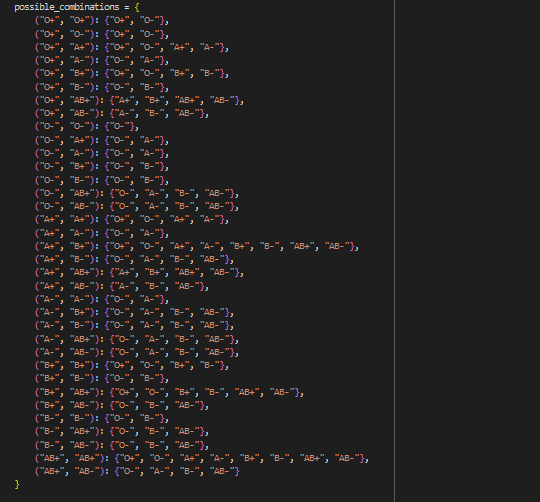 possible_combinations = {
("O+", "O+"): {"O+", "O-"},
("O+", "O-"): {"O+", "O-"},
("O+", "A+"): {"O+", "O-", "A+", "A-"},
("O+", "A-"): {"O-", "A-"},
("O+", "B+"): {"O+", "O-", "B+", "B-"},
("O+", "B-"): {"O-", "B-"},
("O+", "AB+"): {"A+", "B+", "AB+", "AB-"},
("O+", "AB-"): {"A-", "B-", "AB-"},
("O-", "O-"): {"O-"},
("O-", "A+"): {"O-", "A-"},
("O-", "A-"): {"O-", "A-"},
("O-", "B+"): {"O-", "B-"},
("O-", "B-"): {"O-", "B-"},
("O-", "AB+"): {"O-", "A-", "B-", "AB-"},
("O-", "AB-"): {"O-", "A-", "B-", "AB-"},
("A+", "A+"): {"O+", "O-", "A+", "A-"},
("A+", "A-"): {"O-", "A-"},
("A+", "B+"): {"O+", "O-", "A+", "A-", "B+", "B-", "AB+", "AB-"},
("A+", "B-"): {"O-", "A-", "B-", "AB-"},
("A+", "AB+"): {"A+", "B+", "AB+", "AB-"},
("A+", "AB-"): {"A-", "B-", "AB-"},
("A-", "A-"): {"O-", "A-"},
("A-", "B+"): {"O-", "A-", "B-", "AB-"},
("A-", "B-"): {"O-", "A-", "B-", "AB-"},
("A-", "AB+"): {"O-", "A-", "B-", "AB-"},
("A-", "AB-"): {"O-", "A-", "B-", "AB-"},
("B+", "B+"): {"O+", "O-", "B+", "B-"},
("B+", "B-"): {"O-", "B-"},
("B+", "AB+"): {"O+", "O-", "B+", "B-", "AB+", "AB-"},
("B+", "AB-"): {"O-", "B-", "AB-"},
("B-", "B-"): {"O-", "B-"},
("B-", "AB+"): {"O-", "B-", "AB-"},
("B-", "AB-"): {"O-", "B-", "AB-"},
("AB+", "AB+"): {"O+", "O-", "A+", "A-", "B+", "B-", "AB+", "AB-"},
("AB+", "AB-"): {"O-", "A-", "B-", "AB-"}
}